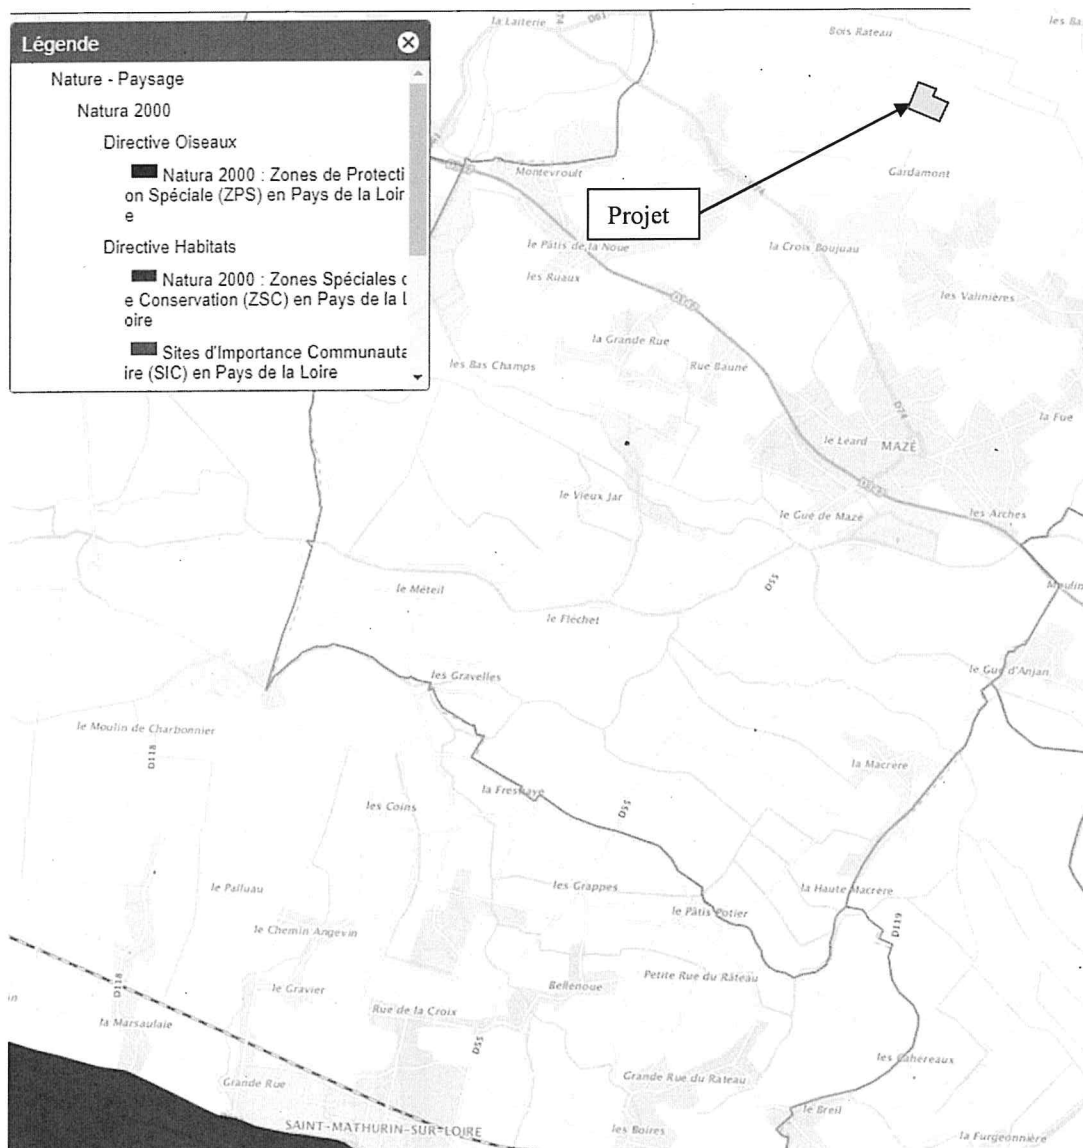 Légende
Nature - Paysage
Natura 2000
Directive Oiseaux
Natura 2000 : Zones de Protecti
on Spéciale (ZPS) en Pays de la Loir
e
Directive Habitats
Natura 2000 : Zones Spéciales d
e Conservation (ZSC) en Pays de la L
oire
Sites d'Importance Communauta
ire (SIC) en Pays de la Loire
la Laiterie
D61
74
Bois Rateau
les Ba
Montevroult
D74
Gardamont
Projet
le Pâtis de la Noue
la Croix Boujuau
les Ruaux
les Valinières
la Grande Rue
les Bas Champs
Rue Baune
D74
la Fue
le Léard
MAZÉ
le Vieux Jar
le Gué de Mazé
les Arches
le Méteil
D55
Moulin
le Fléchet
les Gravelles
le Gué d'Anjan
le Moulin de Charbonnier
D118
la Macrère
la Fresnaye
les Coins
D55
le Palluau
les Grappes
la Haute Macrère
le Pâtis Potier
D119
le Chemin Angevin
Petite Rue du Râteau
D118
le Gravier
Bellenoue
in
Rue de la Croix
la Marsaulaie
D55
les Cahereaux
Grande Rue
Grande Rue du Rateau
le Breil
SAINT-MATHURIN-SUR-LOIRE
les Boires
la Furgeonnière